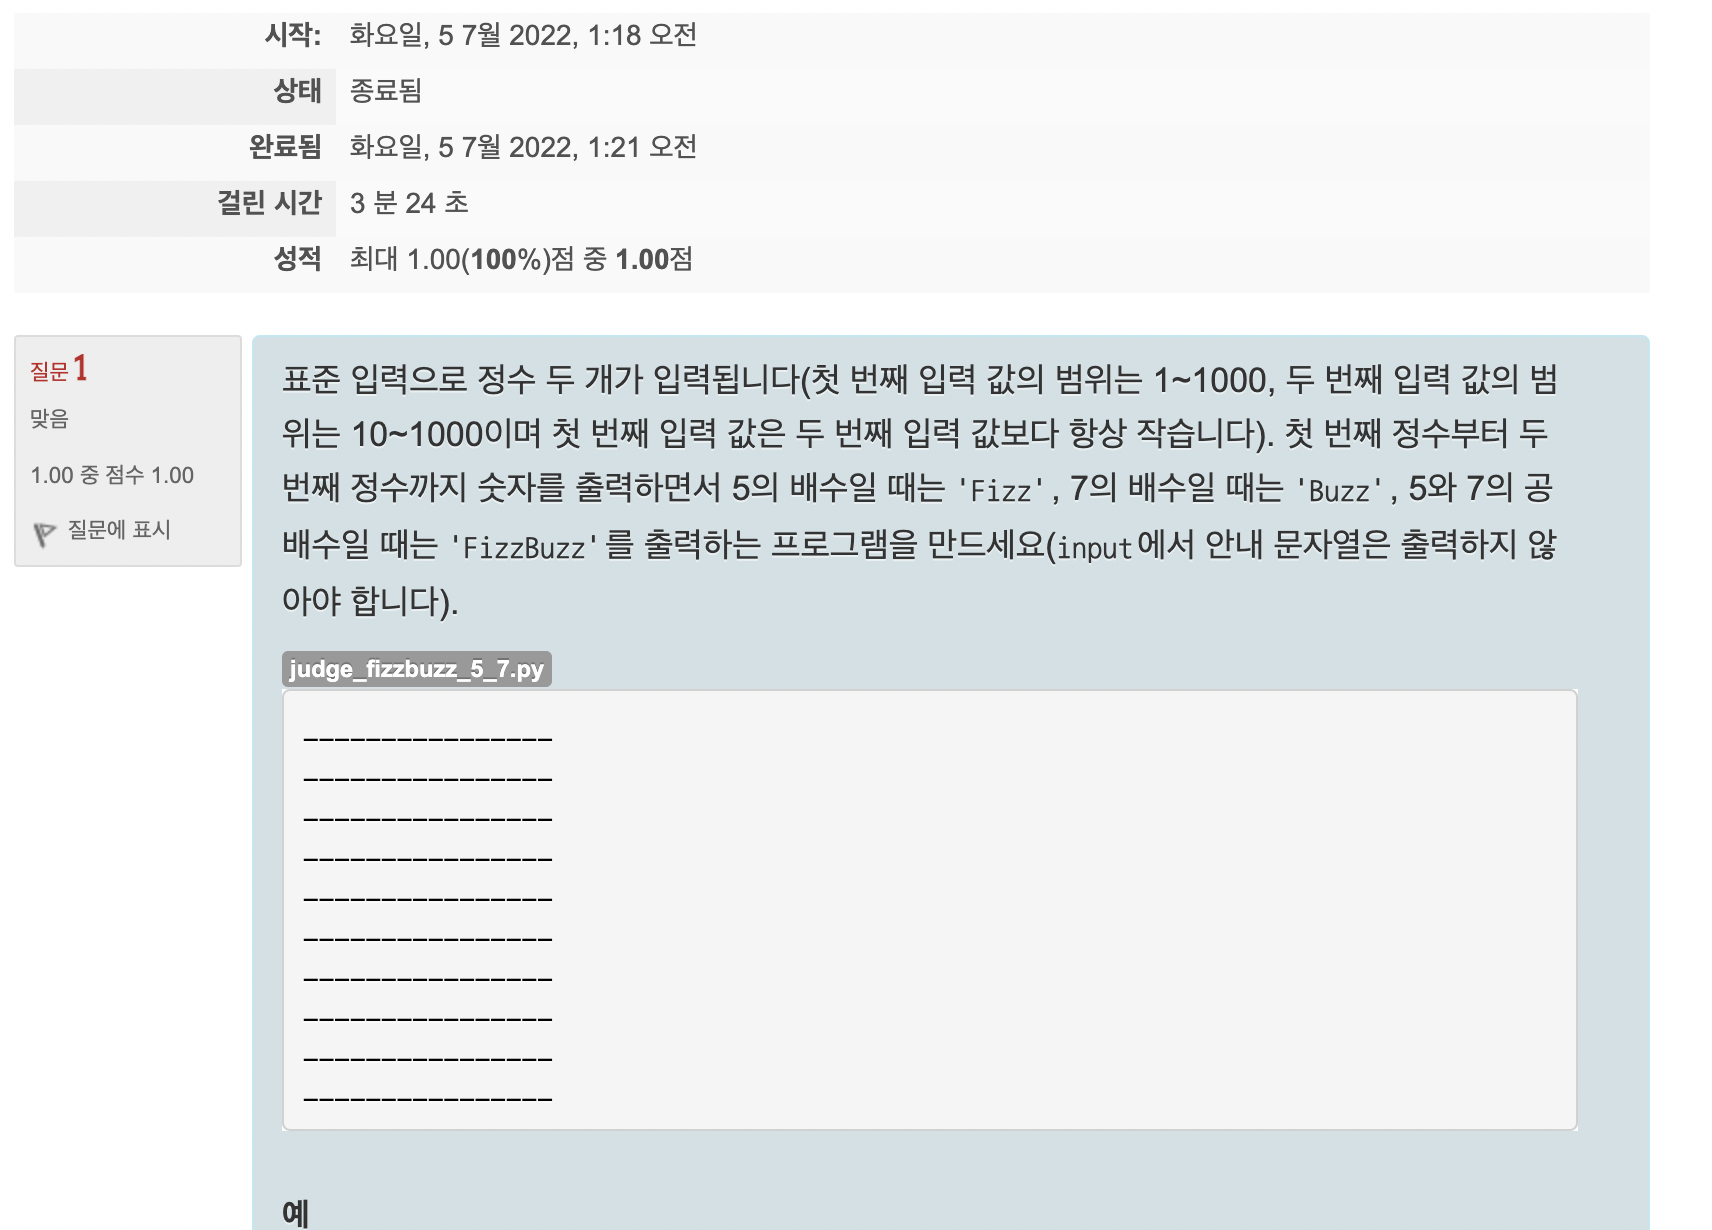 시작: 화요일, 5 7월 2022, 1:18 오전
상태 종료됨
완료됨 화요일, 5 7월 2022, 1:21 오전
걸린 시간 3 분 24 초
성적 최대 1.00(100%)점 중 1.00점
질문 1
맞음
1.00 중 점수 1.00
질문에 표시
표준 입력으로 정수 두 개가 입력됩니다(첫 번째 입력 값의 범위는 1~1000, 두 번째 입력 값의 범
위는 10~1000이며 첫 번째 입력 값은 두 번째 입력 값보다 항상 작습니다). 첫 번째 정수부터 두
번째 정수까지 숫자를 출력하면서 5의 배수일 때는 'Fizz', 7의 배수일 때는 'Buzz', 5와 7의 공
배수일 때는 'FizzBuzz'를 출력하는 프로그램을 만드세요(input에서 안내 문자열은 출력하지 않
아야 합니다).
judge_fizzbuzz_5_7.py
________________
________________
________________
________________
________________
________________
________________
________________
________________
________________
예